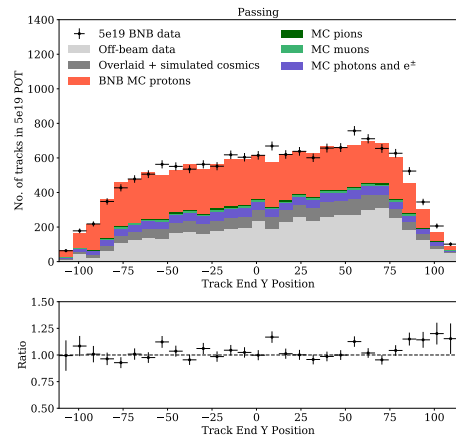 Passing
1400
1200
1000
800
600
400
200
0
No. of tracks in 5e19 POT
5e19 BNB data
Off-beam data
Overlaid + simulated cosmics
BNB MC protons
MC pions
MC muons
MC photons and e±
−100 −75 −50 −25 0 25 50 75 100
Track End Y Position
1.50
1.25
1.00
0.75
0.50
Ratio
−100 −75 −50 −25 0 25 50 75 100
Track End Y Position